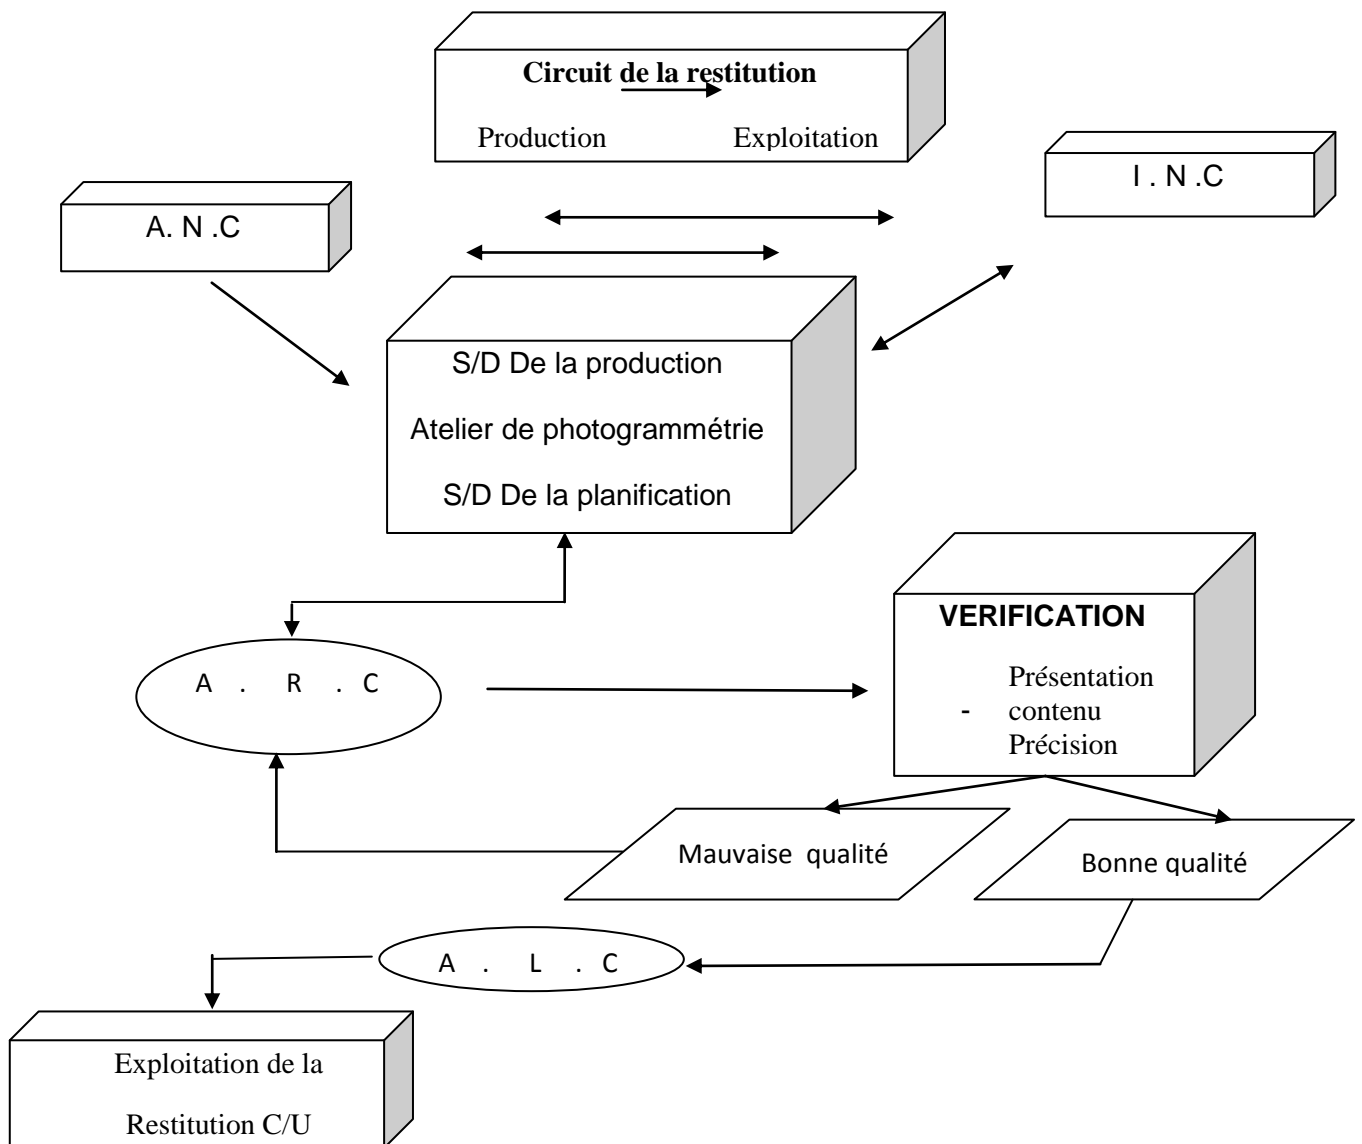 Circuit de la restitution
Production Exploitation
I . N .C
A. N .C
S/D De la production
Atelier de photogrammétrie
S/D De la planification
VERIFICATION
Présentation
- contenu
Précision
A . R . C
Mauvaise qualité
Bonne qualité
A . L . C
Exploitation de la
Restitution C/U